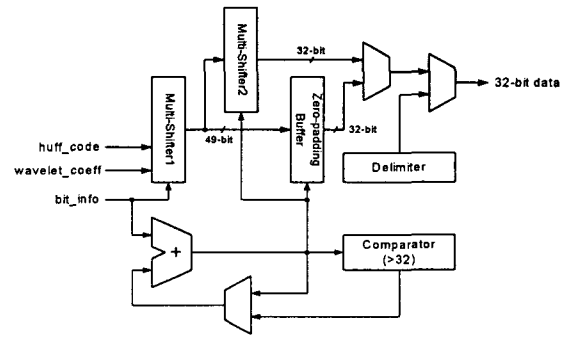 Multi-Shifter2
32-bit
32-bit data
Multi-Shifter1
Zero-padding
Buffer
49-bit
32-bit
huff_code
wavelet_coeff
bit_info
Delimiter
+
Comparator
(>32)